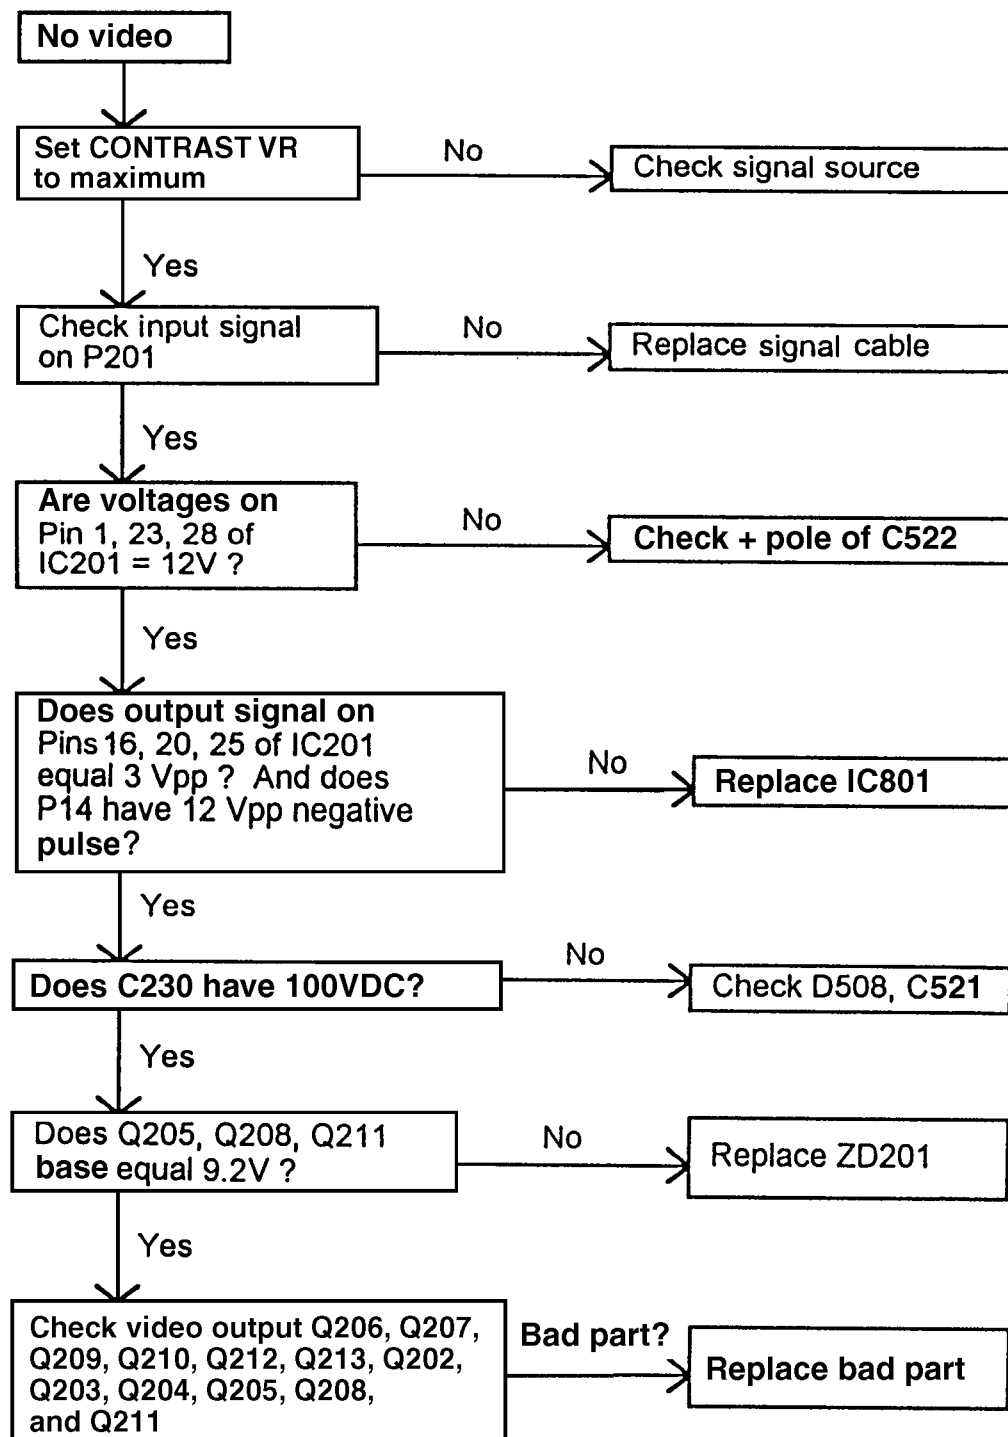 No video
Set CONTRAST VR
to maximum
No
Check signal source
Yes
Check input signal
on P201
No
Replace signal cable
Yes
Are voltages on
Pin 1, 23, 28 of
IC201 = 12V ?
No
Check + pole of C522
Yes
Does output signal on
Pins 16, 20, 25 of IC201
equal 3 Vpp ? And does
P14 have 12 Vpp negative
pulse?
No
Replace IC801
Yes
Does C230 have 100VDC?
No
Check D508, C521
Yes
Does Q205, Q208, Q211
base equal 9.2V ?
No
Replace ZD201
Yes
Check video output Q206, Q207,
Q209, Q210, Q212, Q213, Q202,
Q203, Q204, Q205, Q208,
and Q211
Bad part?
Replace bad part